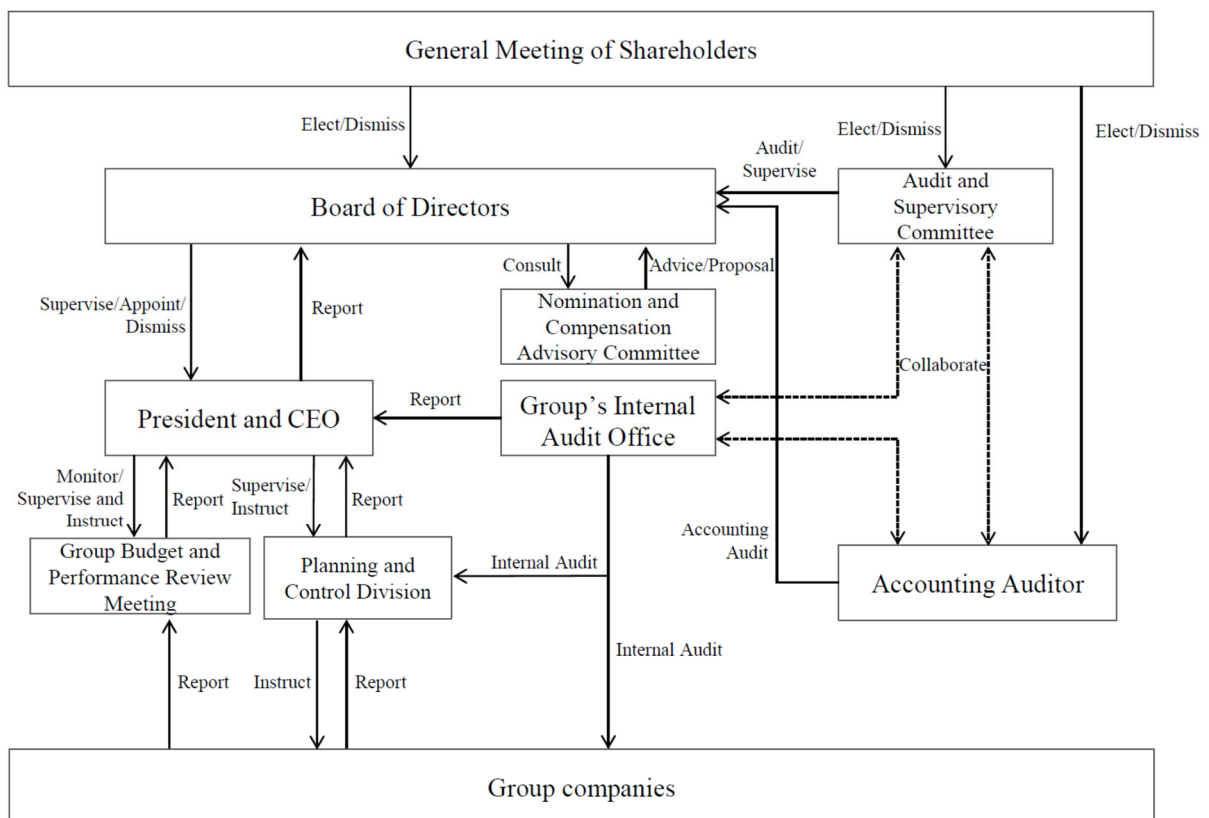 General Meeting of Shareholders
Elect/Dismiss
Elect/Dismiss
Elect/Dismiss
Audit/
Supervise
Board of Directors
Audit and
Supervisory
Committee
Consult
Advice/Proposal
Supervise/Appoint/
Dismiss
Report
Nomination and
Compensation
Advisory Committee
Collaborate
President and CEO
Report
Group's Internal
Audit Office
Monitor/
Supervise and
Instruct
Report
Supervise/
Instruct
Report
Accounting
Audit
Group Budget and
Performance Review
Meeting
Planning and
Control Division
Internal Audit
Accounting Auditor
Internal Audit
Report
Instruct
Report
Group companies